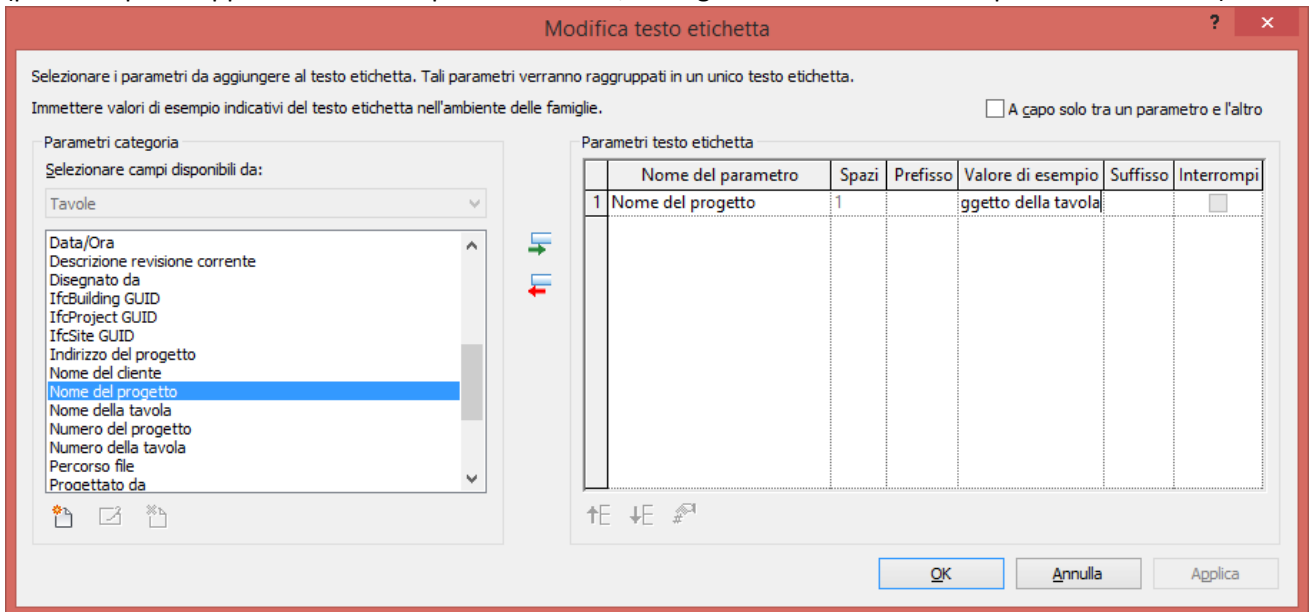 Modifica testo etichetta
?
×
Selezionare i parametri da aggiungere al testo etichetta. Tali parametri verranno raggruppati in un unico testo etichetta.
Immettere valori di esempio indicativi del testo etichetta nell'ambiente delle famiglie.
A capo solo tra un parametro e l'altro
Parametri categoria
Selezionare campi disponibili da:
Tavole
Data/Ora
Descrizione revisione corrente
Disegnato da
IfcBuilding GUID
IfcProject GUID
IfcSite GUID
Indirizzo del progetto
Nome del cliente
Nome del progetto
Nome della tavola
Numero del progetto
Numero della tavola
Percorso file
Progettato da
Parametri testo etichetta
Nome del parametro Spazi Prefisso Valore di esempio Suffisso Interrompi
1 Nome del progetto 1 ggetto della tavola
OK Annulla Applica